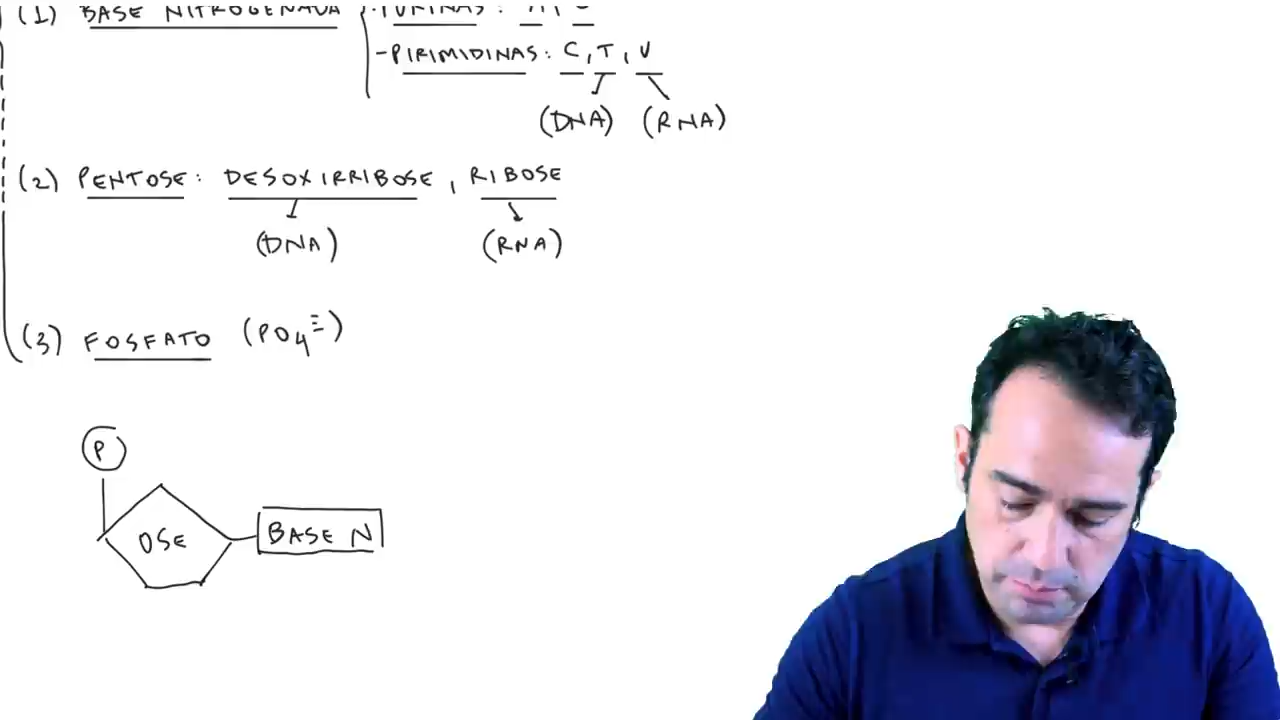 (1) BASE NITROGENADA
- PIRIMIDINAS: C, T, U
(DNA) (RNA)
(2) PENTOSE: DESOXIRRIBOSE, RIBOSE
(DNA) (RNA)
(3) FOSFATO (PO4≡)
P
OSE BASE N